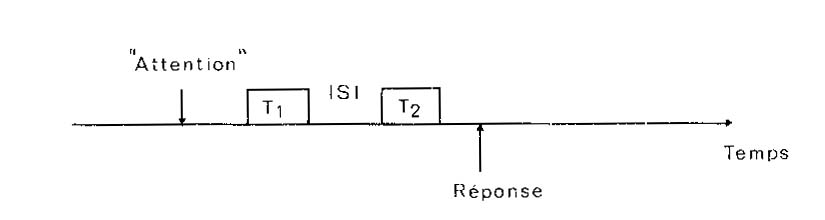 "Attention"
T1 ISI T2
Temps
Réponse